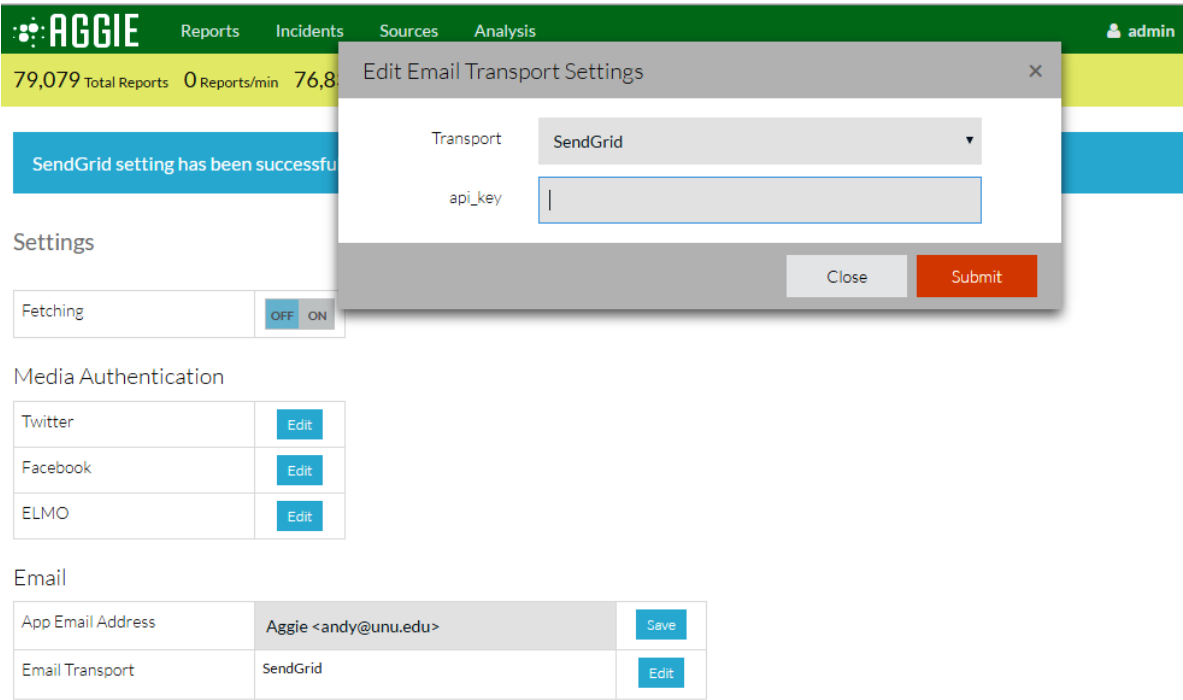 AGGIE Reports Incidents Sources Analysis admin
79,079 Total Reports 0 Reports/min
Edit Email Transport Settings ×
Transport SendGrid
api_key
Close Submit
SendGrid setting has been
Settings
Fetching OFF ON
Media Authentication
Twitter Edit
Facebook Edit
ELMO Edit
Email
App Email Address Aggie <andy@unu.edu> Save
Email Transport SendGrid Edit